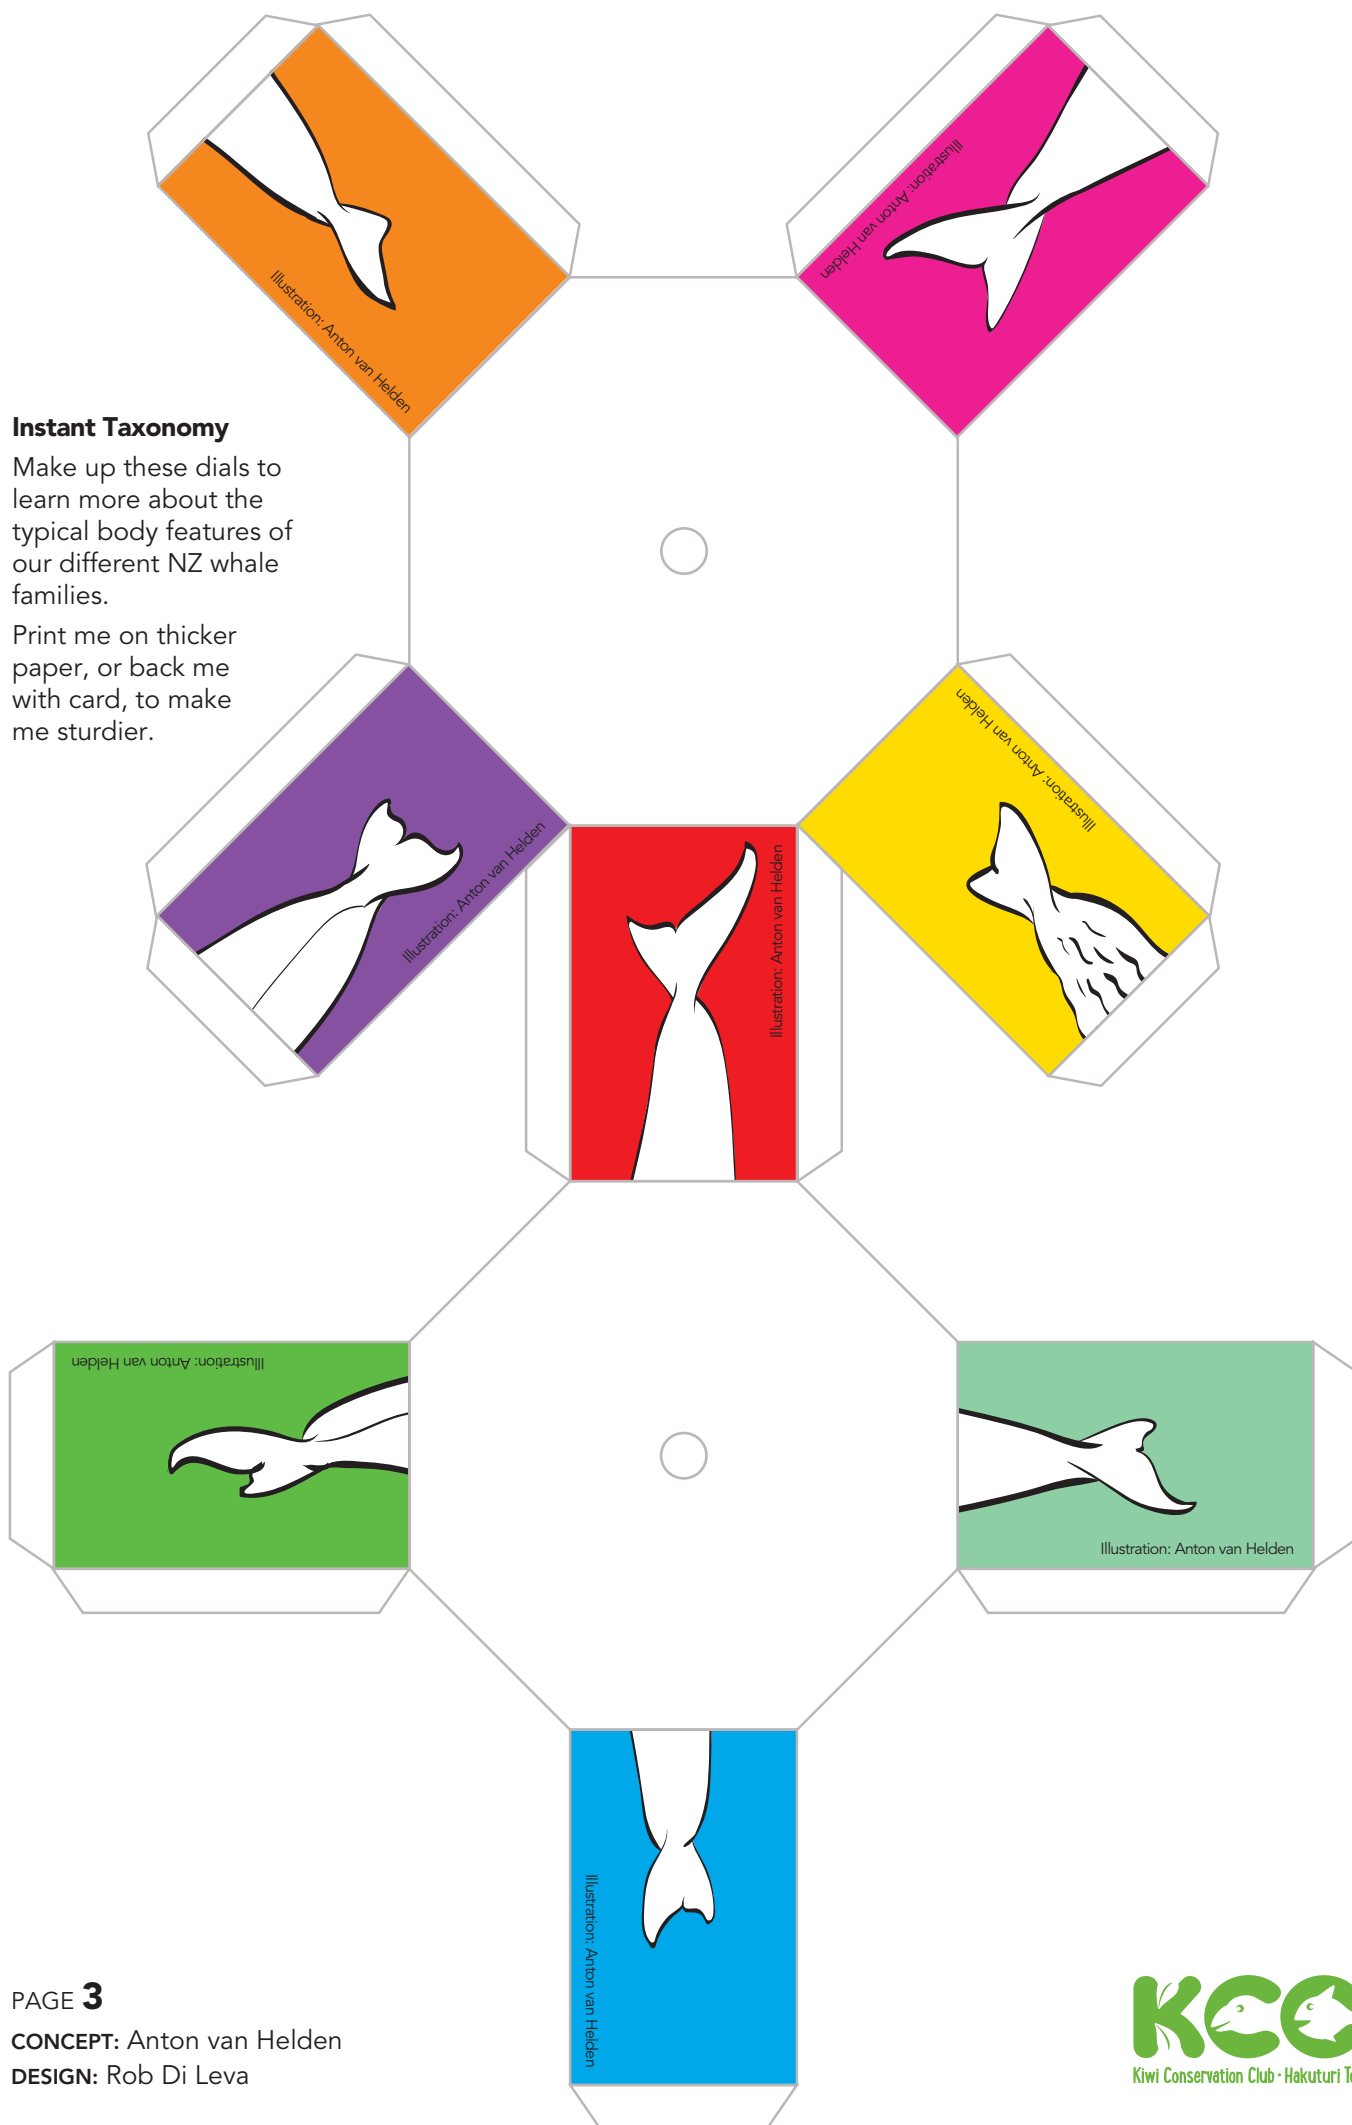 Illustration: Anton van Helden
Illustration: Anton van Helden
Instant Taxonomy
Make up these dials to
learn more about the
typical body features of
our different NZ whale
families.
Print me on thicker
paper, or back me
with card, to make
me sturdier.
Illustration: Anton van Helden
Illustration: Anton van Helden
Illustration: Anton van Helden
Illustration: Anton van Helden
Illustration: Anton van Helden
Illustration: Anton van Helden
PAGE 3
CONCEPT: Anton van Helden
DESIGN: Rob Di Leva
KCC
Kiwi Conservation Club · Hakuturi